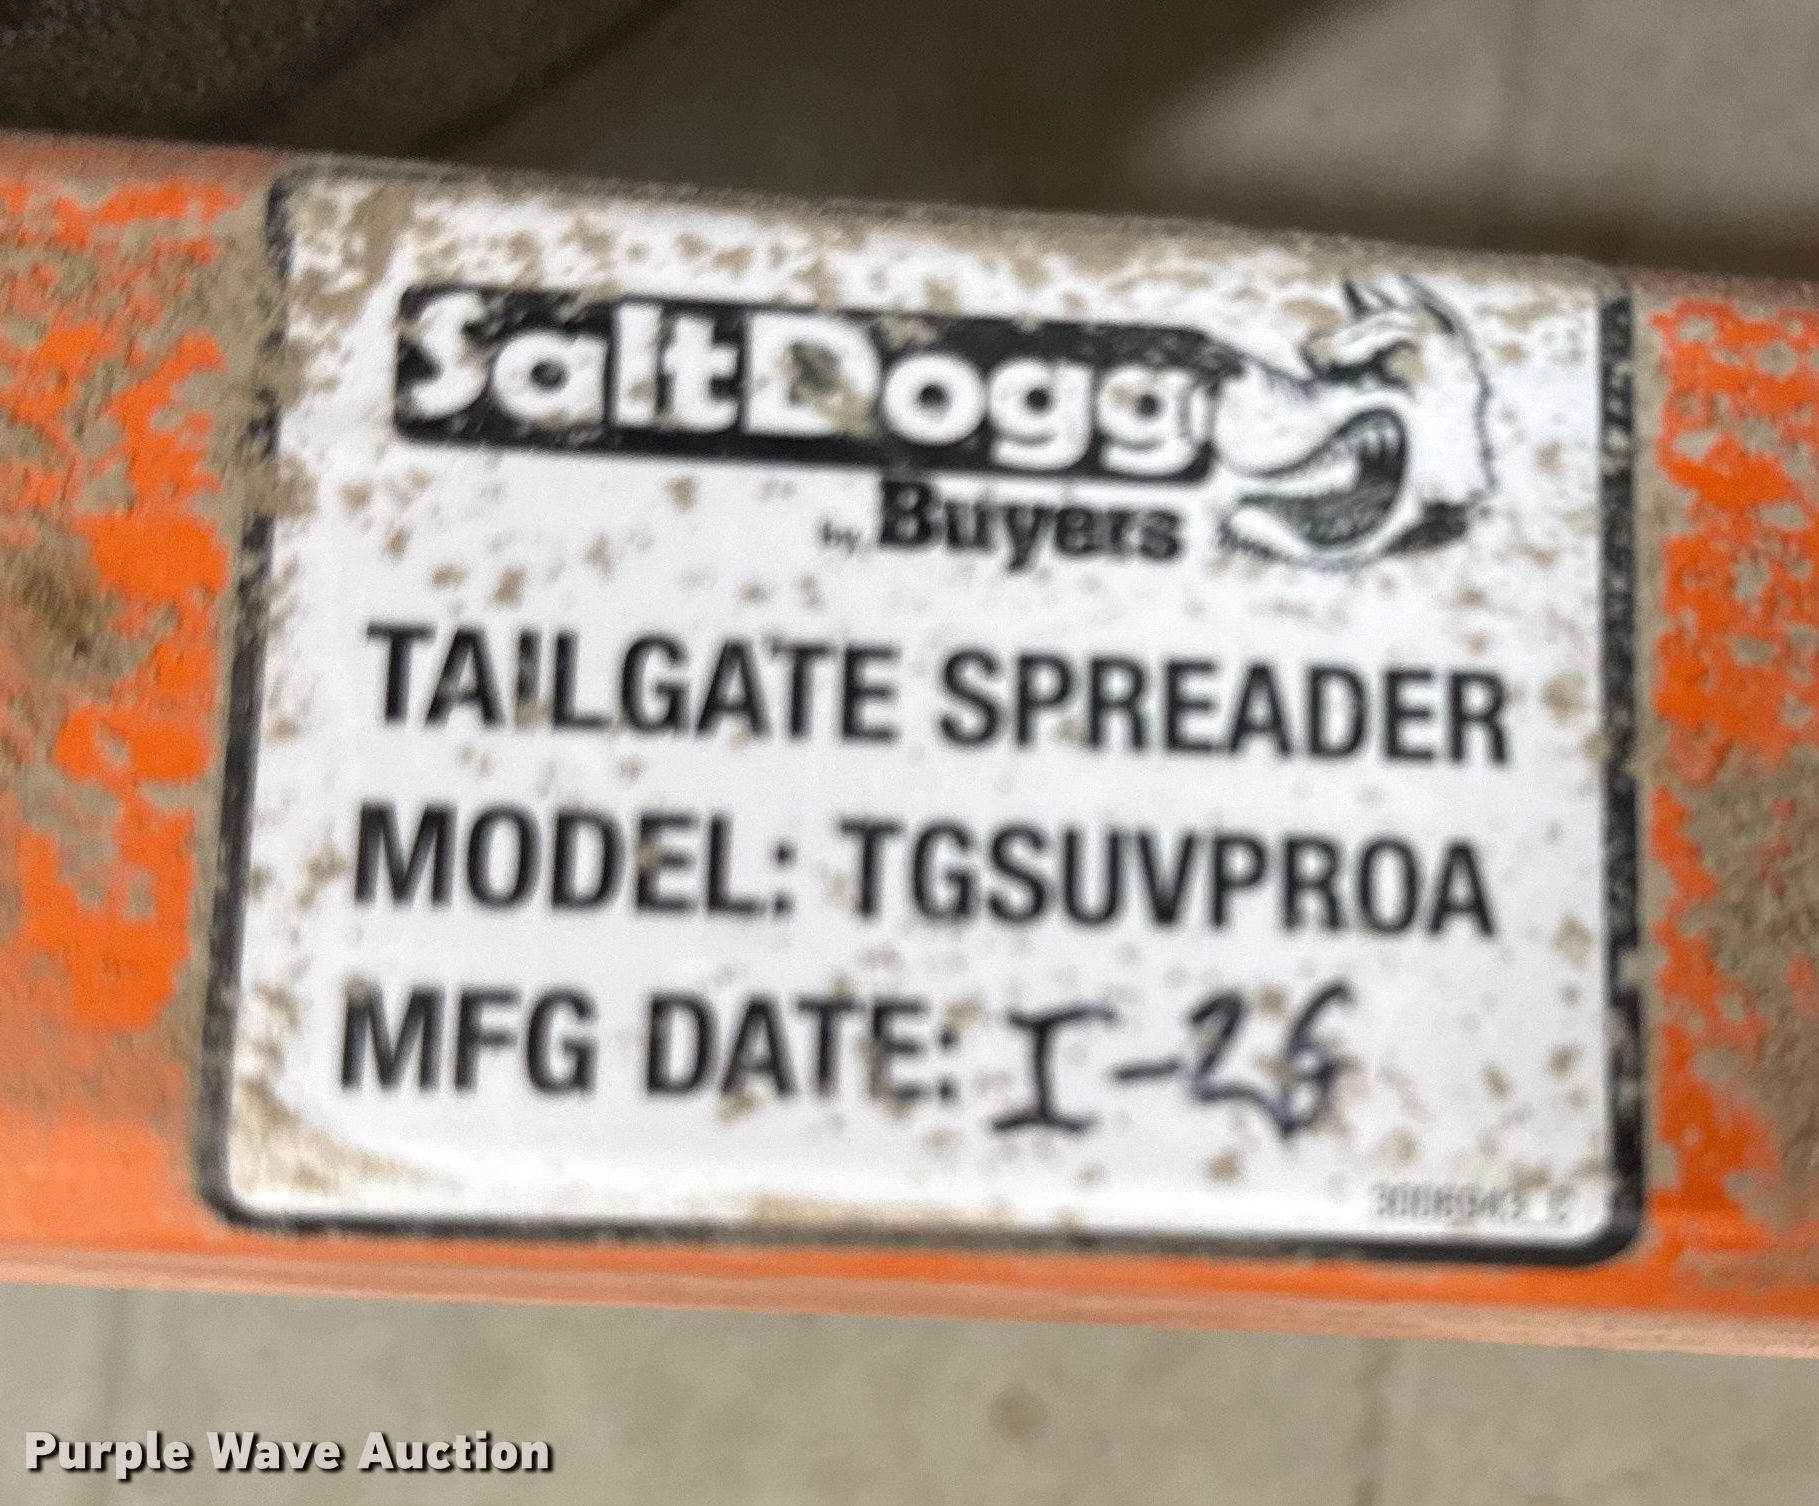 SaltDogg
by Buyers
TAILGATE SPREADER
MODEL: TGSUVPROA
MFG DATE: I-26
Purple Wave Auction